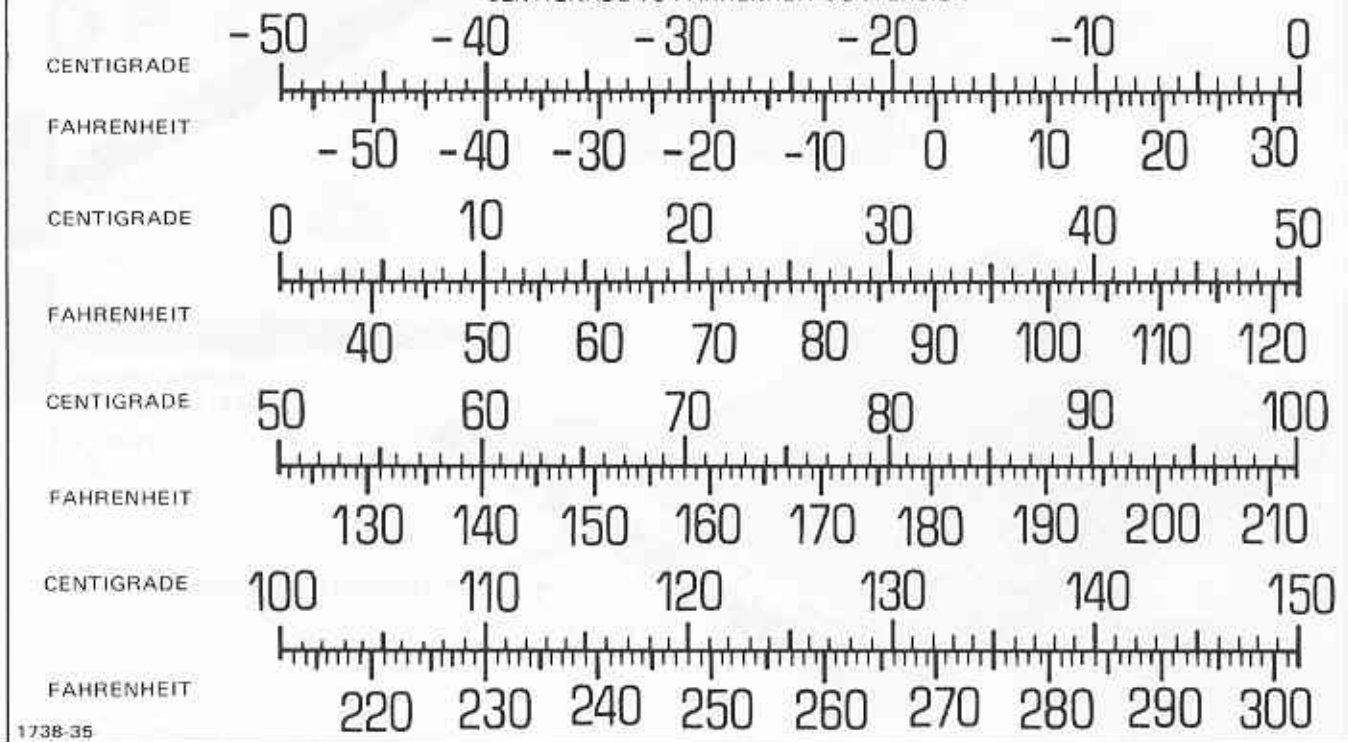 CENTIGRADE -50 -40 -30 -20 -10 0
FAHRENHEIT -50 -40 -30 -20 -10 0 10 20 30
CENTIGRADE 0 10 20 30 40 50
FAHRENHEIT 40 50 60 70 80 90 100 110 120
CENTIGRADE 50 60 70 80 90 100
FAHRENHEIT 130 140 150 160 170 180 190 200 210
CENTIGRADE 100 110 120 130 140 150
FAHRENHEIT 220 230 240 250 260 270 280 290 300
1738-35